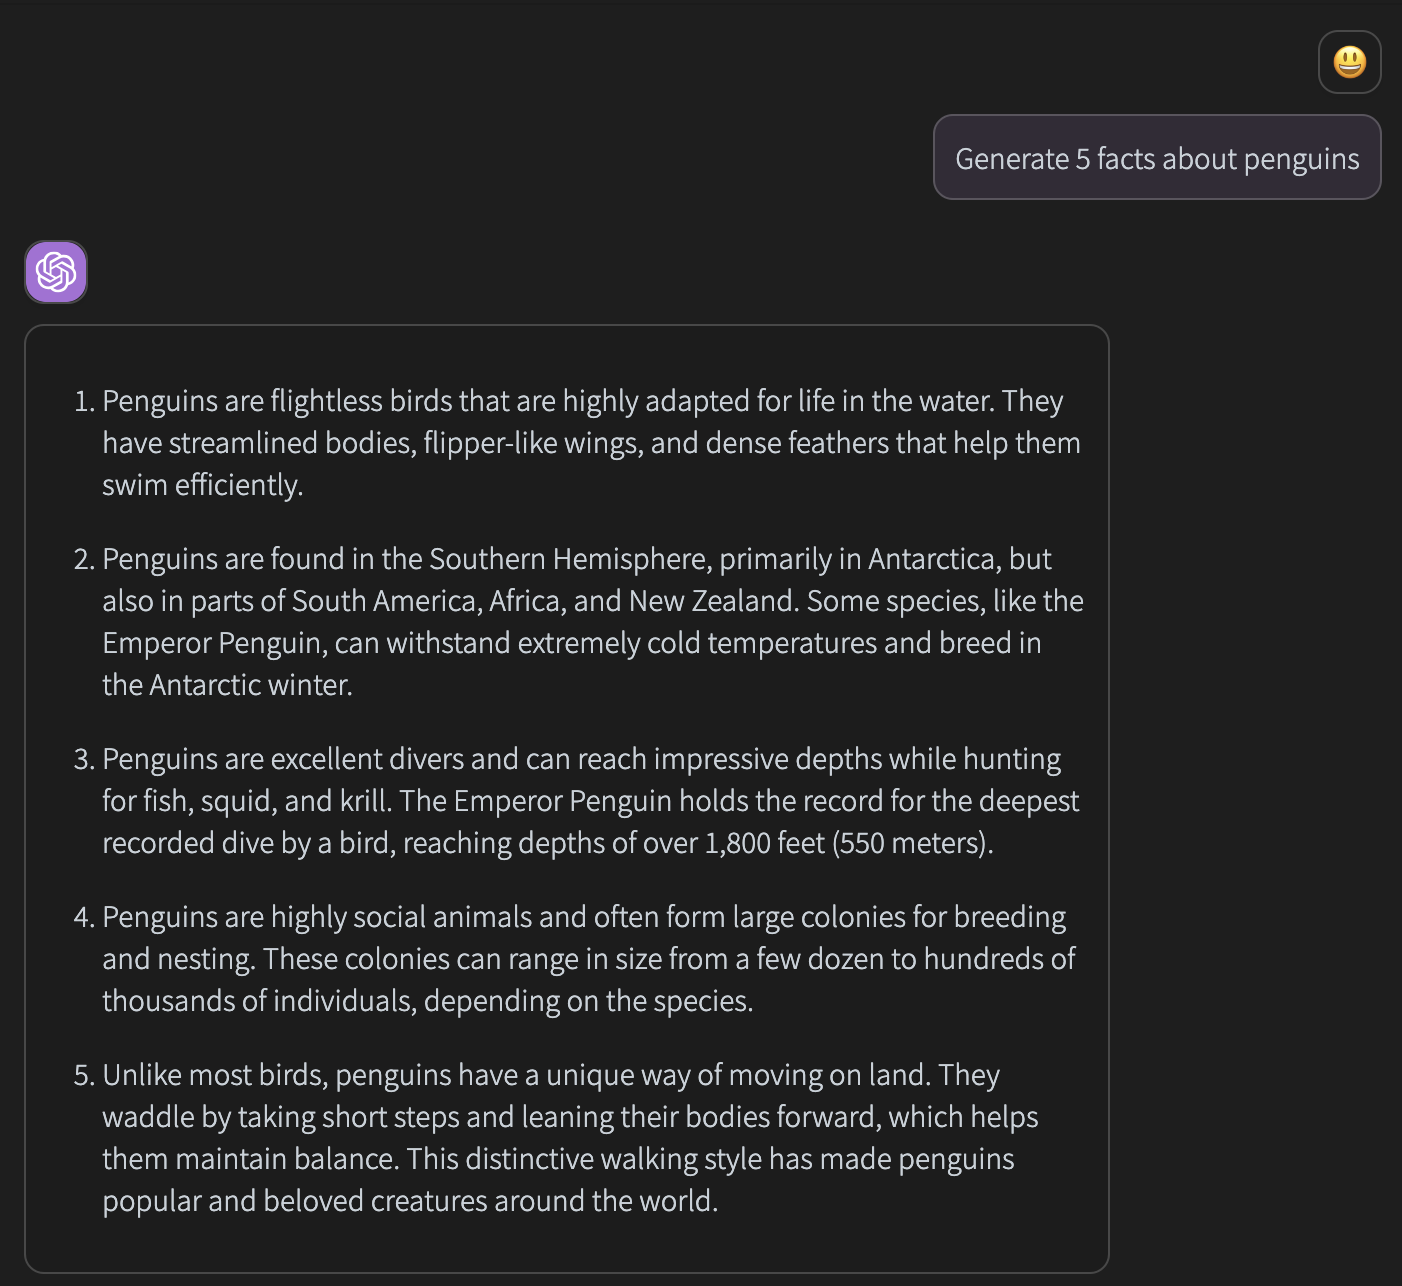 Generate 5 facts about penguins
1. Penguins are flightless birds that are highly adapted for life in the water. They
have streamlined bodies, flipper-like wings, and dense feathers that help them
swim efficiently.
2. Penguins are found in the Southern Hemisphere, primarily in Antarctica, but
also in parts of South America, Africa, and New Zealand. Some species, like the
Emperor Penguin, can withstand extremely cold temperatures and breed in
the Antarctic winter.
3. Penguins are excellent divers and can reach impressive depths while hunting
for fish, squid, and krill. The Emperor Penguin holds the record for the deepest
recorded dive by a bird, reaching depths of over 1,800 feet (550 meters).
4. Penguins are highly social animals and often form large colonies for breeding
and nesting. These colonies can range in size from a few dozen to hundreds of
thousands of individuals, depending on the species.
5. Unlike most birds, penguins have a unique way of moving on land. They
waddle by taking short steps and leaning their bodies forward, which helps
them maintain balance. This distinctive walking style has made penguins
popular and beloved creatures around the world.